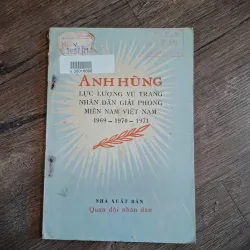 ANH HÙNG
LỰC LƯỢNG VŨ TRANG
NHÂN DÂN GIẢI PHÓNG
MIỀN NAM VIỆT NAM
1969 - 1970 - 1971
NHÀ XUẤT BẢN
Quân đội nhân dân